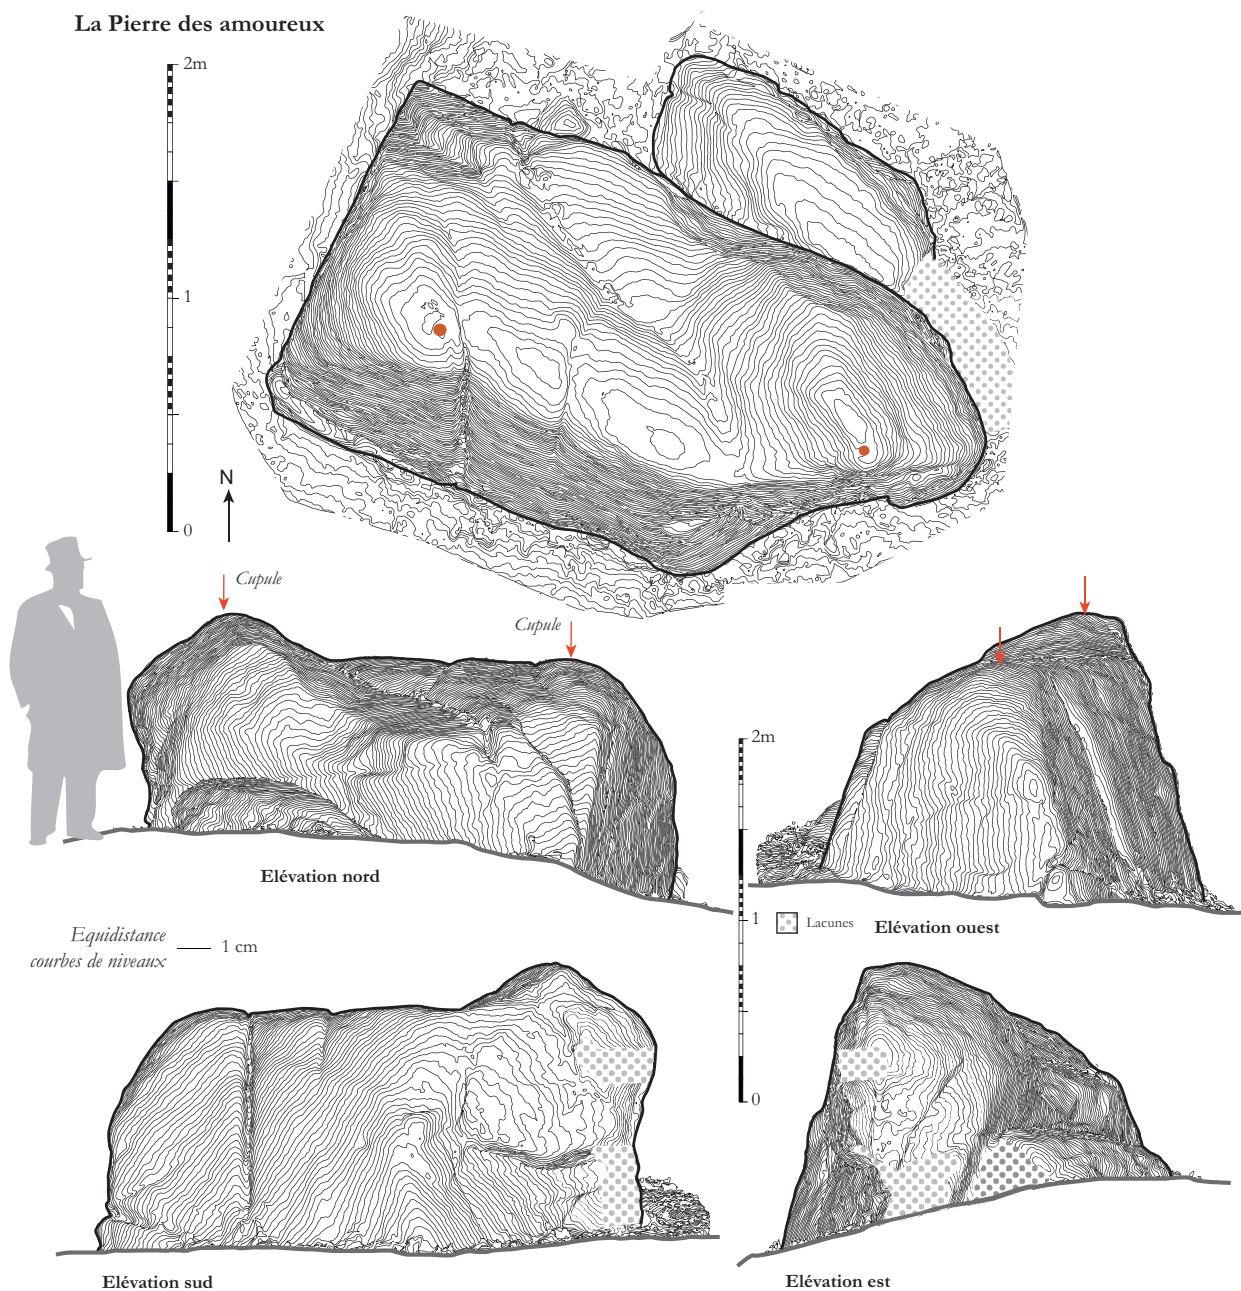 La Pierre des amoureux
2m
1
0
N
Cupule
Cupule
Elévation nord
2m
1
0
Lacunes
Elévation ouest
Equidistance
courbes de niveaux
1 cm
Elévation sud
Elévation est